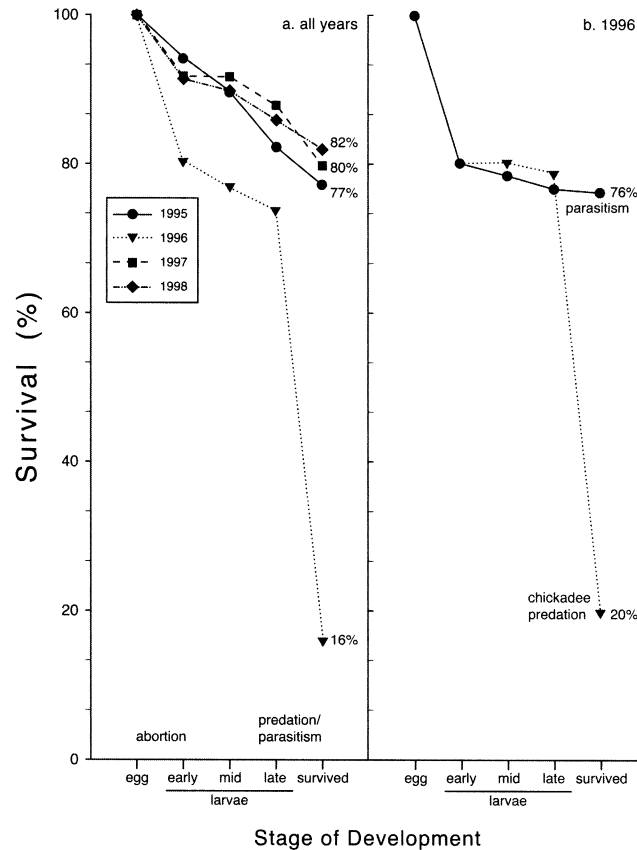 100
80
60
40
20
0
Survival (%)
a. all years
1995
1996
1997
1998
82%
80%
77%
16%
abortion
predation/
parasitism
egg
early
mid
late
survived
larvae
b. 1996
76%
parasitism
chickadee
predation
20%
egg
early
mid
late
survived
larvae
Stage of Development